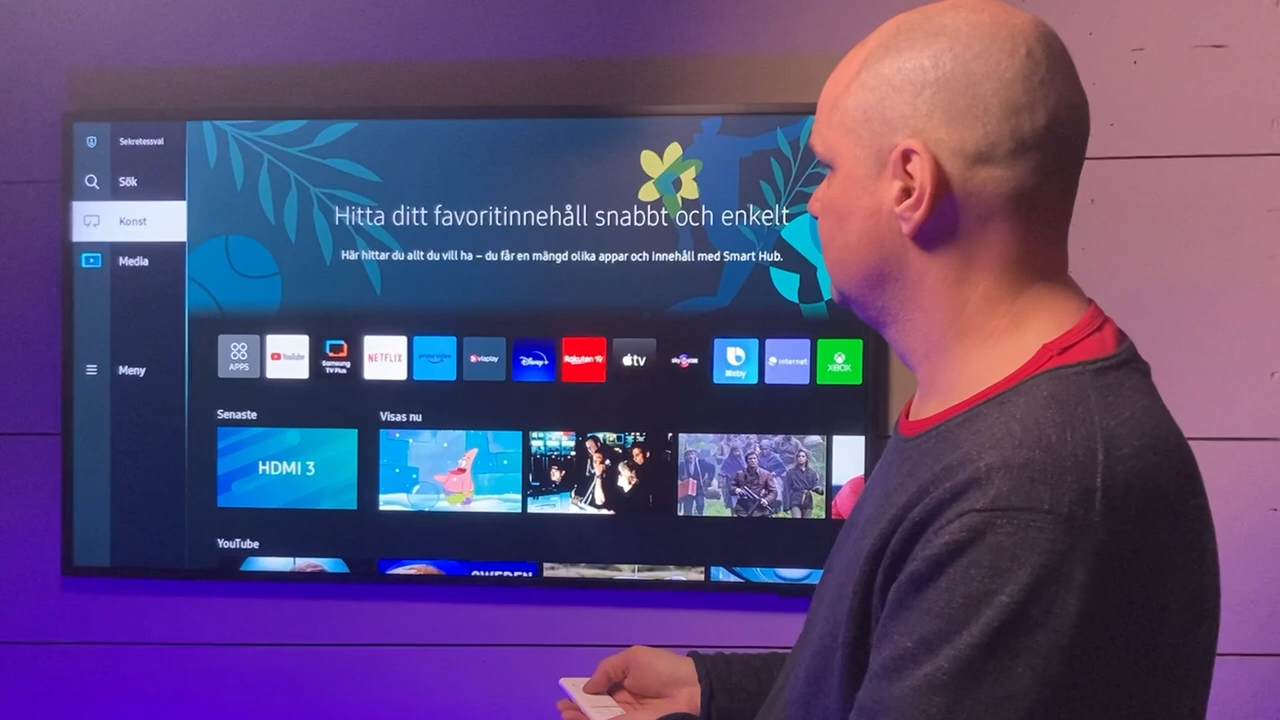 Sekretessval
Sök
Konst
Media
Meny
Hitta ditt favoritinnehåll snabbt och enkelt
Här hittar du allt du vill ha – du får en mängd olika appar och innehåll med Smart Hub.
APPS
YouTube
Samsung
TV Plus
NETFLIX
prime video
viaplay
Disney+
Rakuten TV
tv
Bixby
internet
XBOX
Senaste
Visas nu
HDMI 3
YouTube
SWEDEN